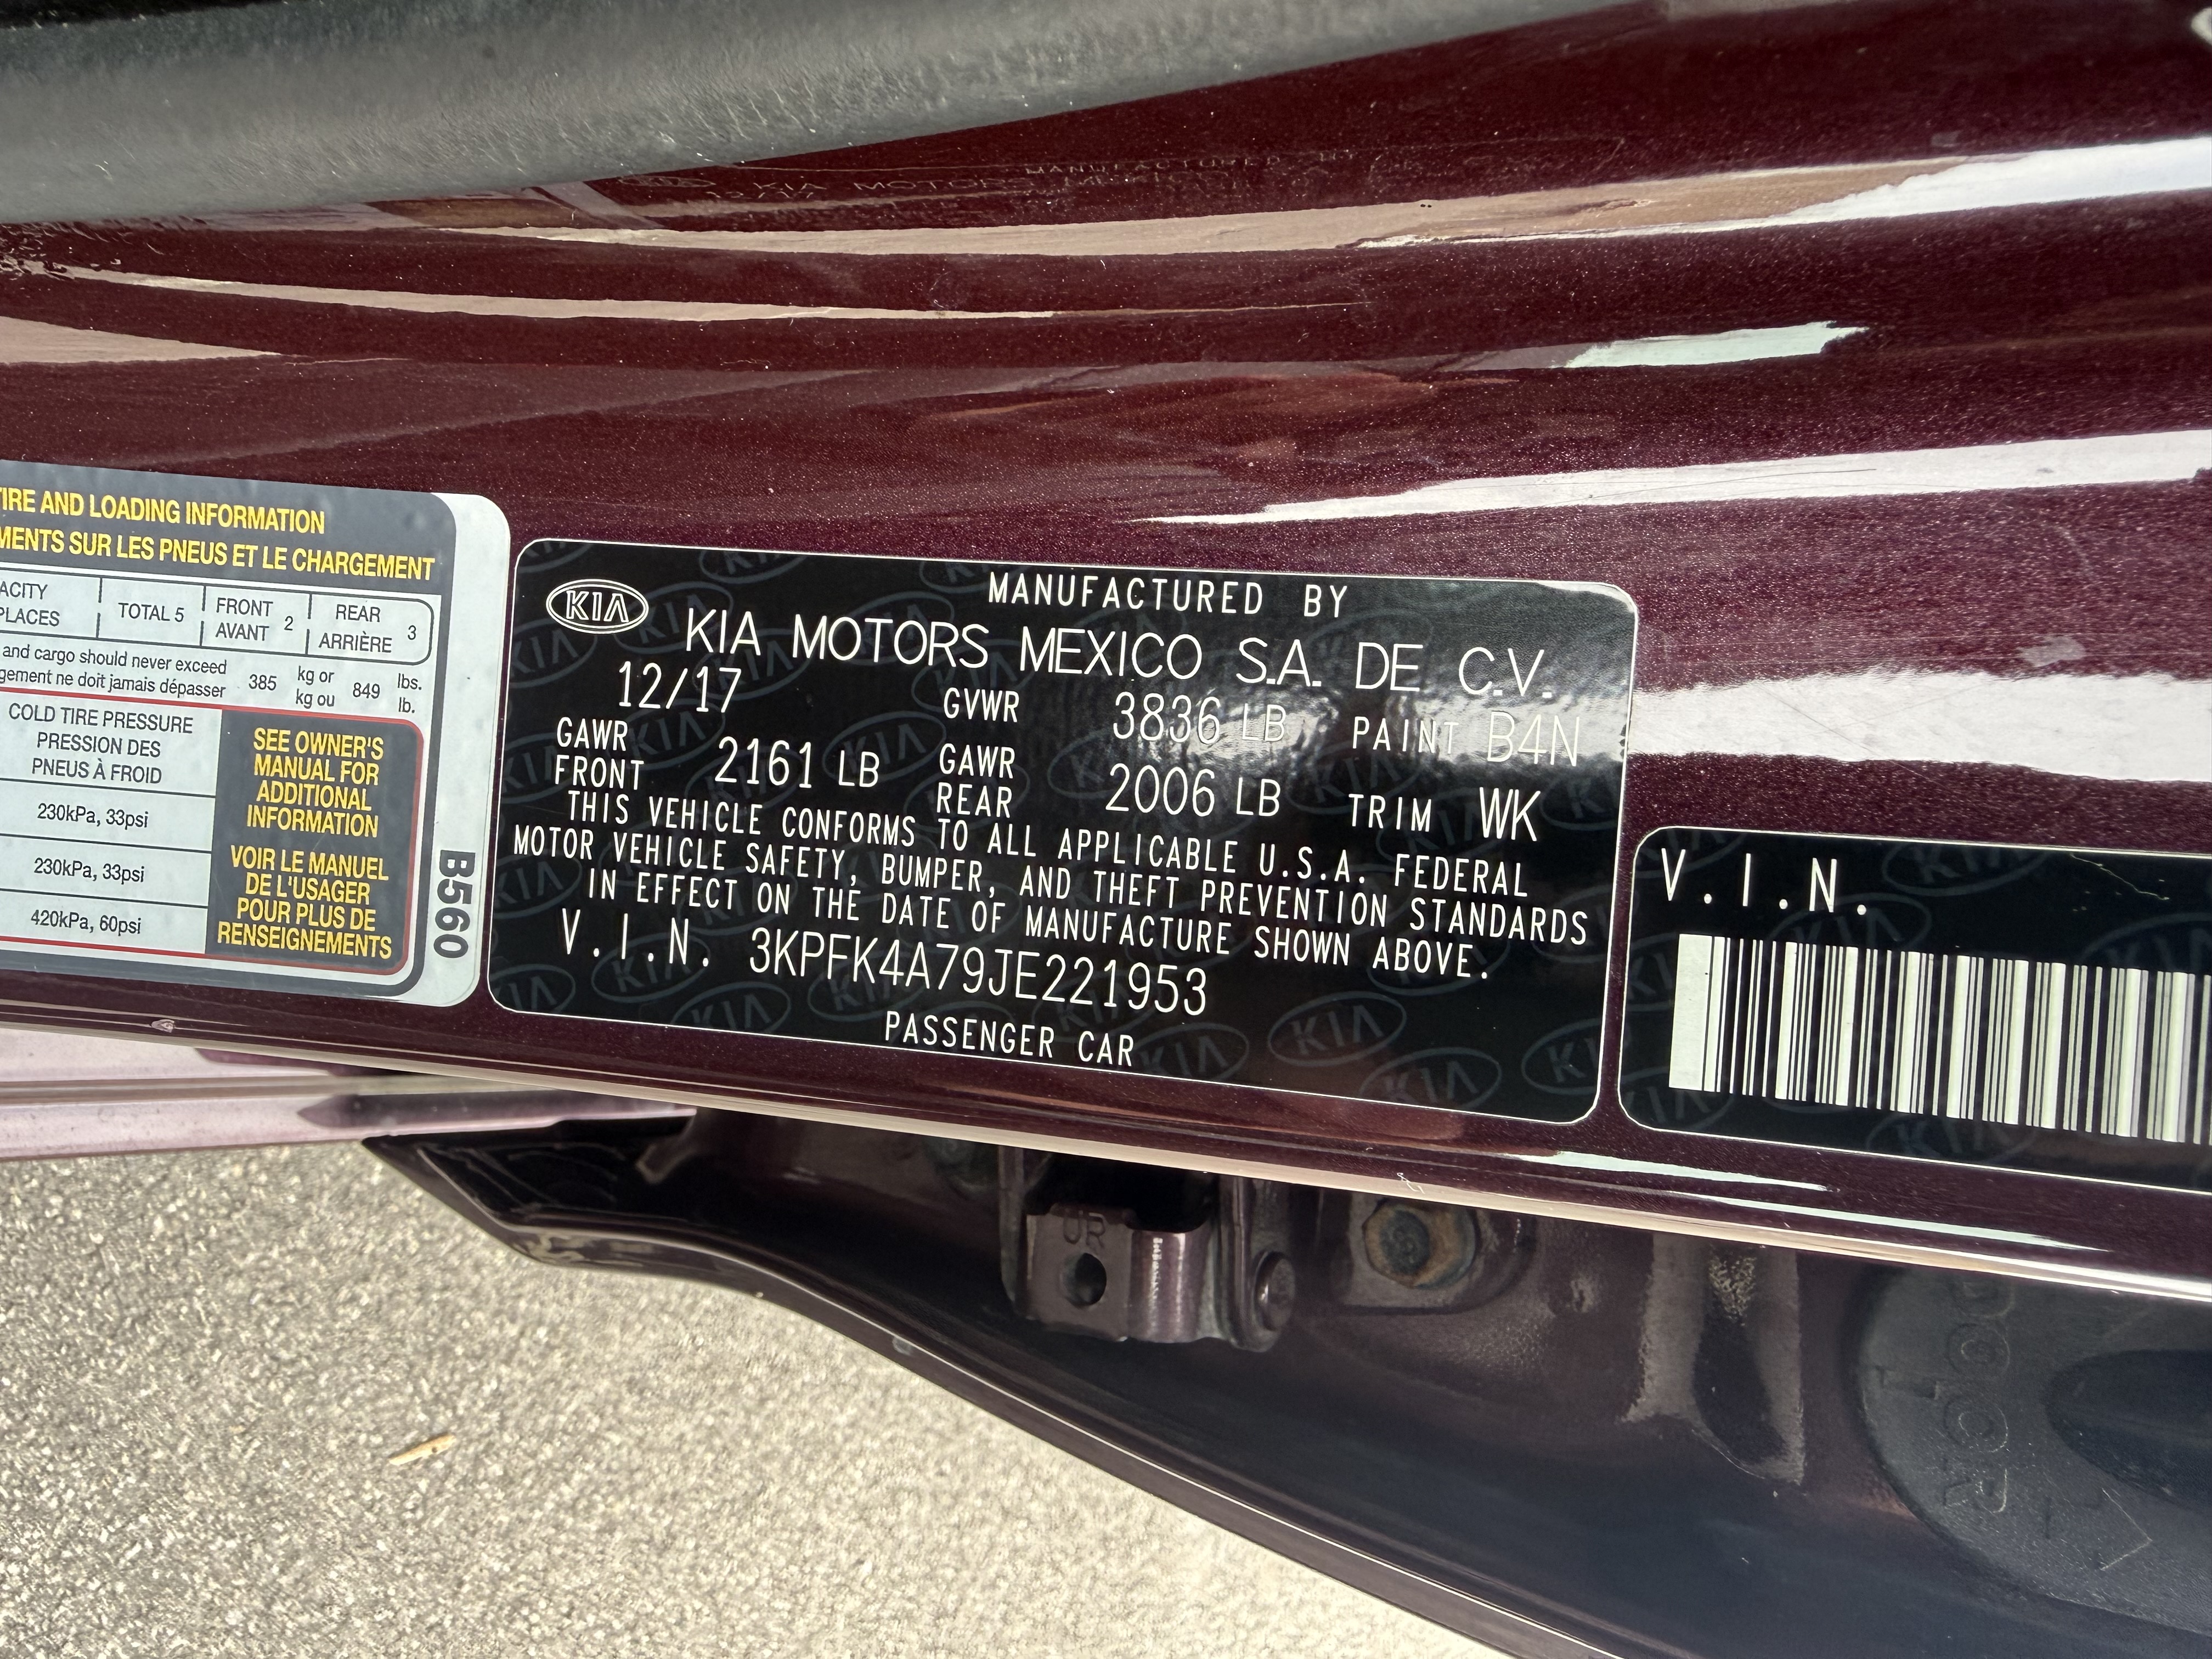 TIRE AND LOADING INFORMATION
SUR LES PNEUS ET LE CHARGEMENT
TOTAL 5
FRONT
AVANT 2
REAR
ARRIÈRE 3
and cargo should never exceed
ne doit jamais dépasser
385 kg or
kg ou
849 lbs.
lb.
COLD TIRE PRESSURE
PRESSION DES
PNEUS À FROID
230kPa, 33psi
230kPa, 33psi
420kPa, 60psi
SEE OWNER'S
MANUAL FOR
ADDITIONAL
INFORMATION
VOIR LE MANUEL
DE L'USAGER
POUR PLUS DE
RENSEIGNEMENTS
B560
KIA
MANUFACTURED BY
KIA MOTORS MEXICO S.A. DE C.V.
12/17 GVWR 3836 LB PAINT B4N
GAWR
FRONT 2161 LB
GAWR
REAR 2006 LB TRIM WK
THIS VEHICLE CONFORMS TO ALL APPLICABLE U.S.A. FEDERAL
MOTOR VEHICLE SAFETY, BUMPER, AND THEFT PREVENTION STANDARDS
IN EFFECT ON THE DATE OF MANUFACTURE SHOWN ABOVE.
V.I.N. 3KPFK4A79JE221953
PASSENGER CAR
V.I.N.
UR